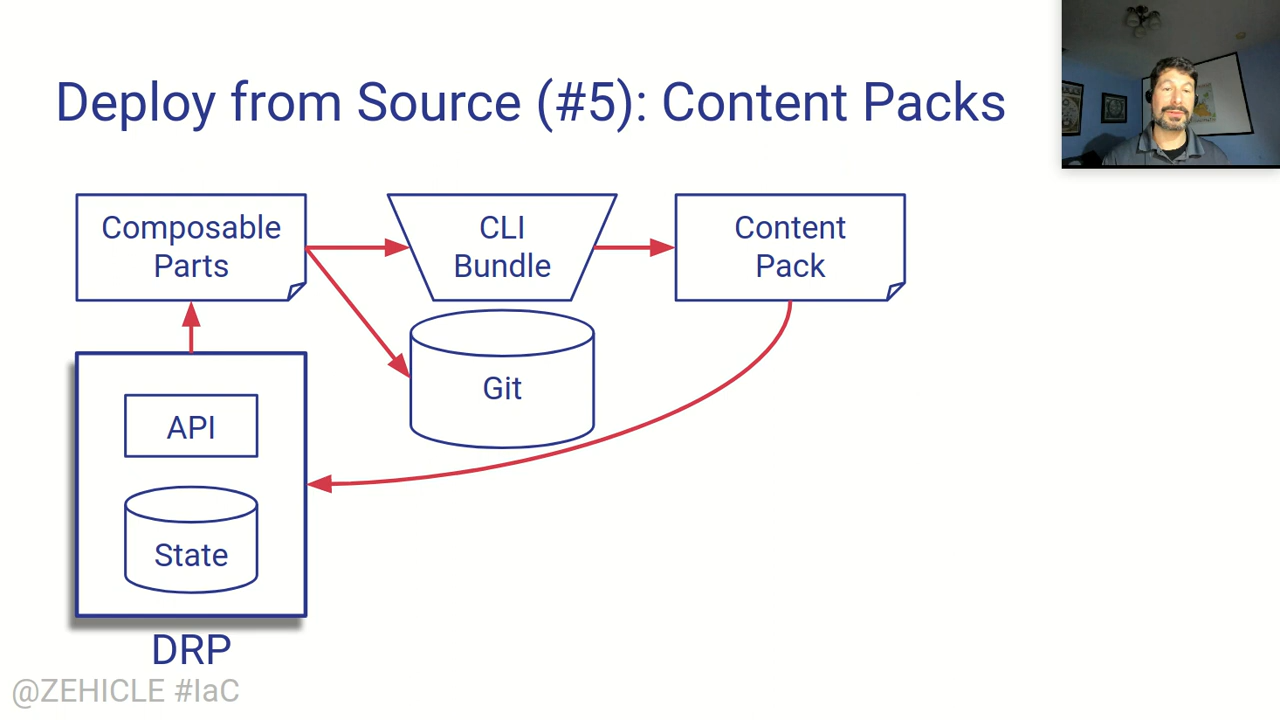 Deploy from Source (#5): Content Packs
Composable
Parts
CLI
Bundle
Content
Pack
Git
API
State
DRP
@ZEHICLE #IaC